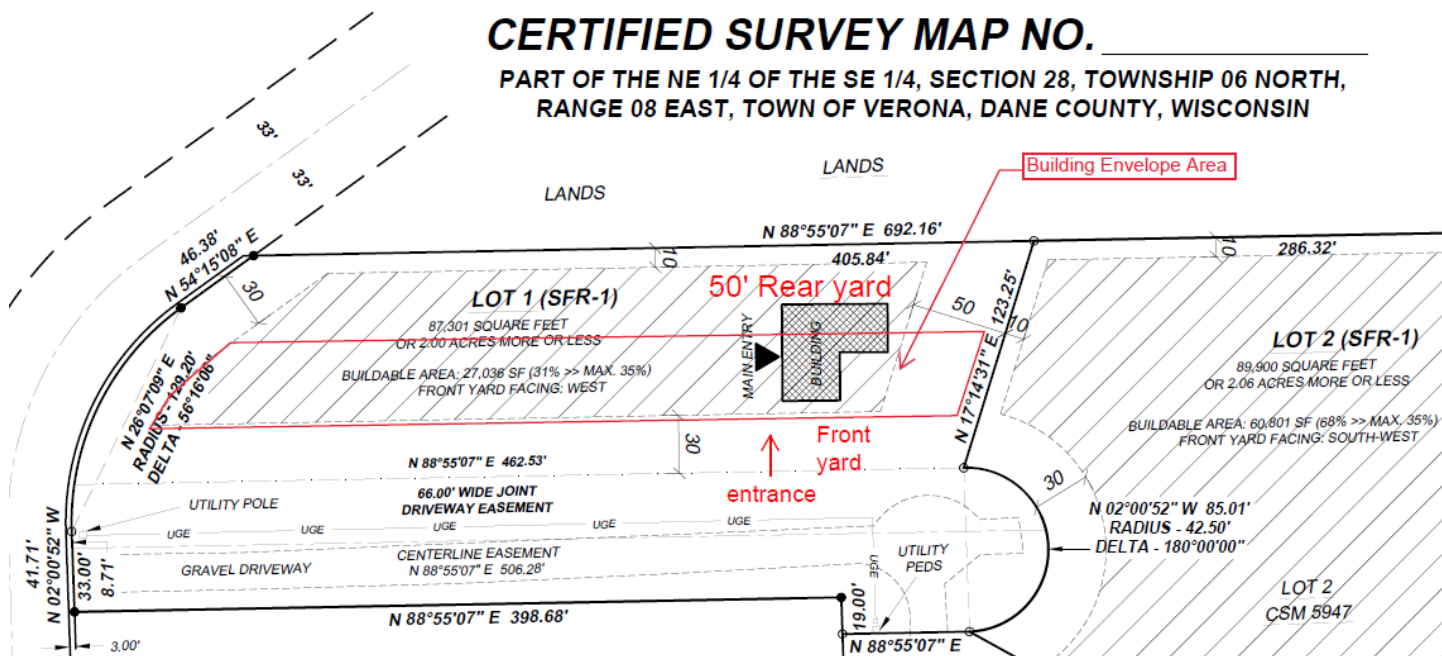 CERTIFIED SURVEY MAP NO.
PART OF THE NE 1/4 OF THE SE 1/4, SECTION 28, TOWNSHIP 06 NORTH,
RANGE 08 EAST, TOWN OF VERONA, DANE COUNTY, WISCONSIN
33'
33'
LANDS
LANDS
Building Envelope Area
46.38'
N 54°15'08" E
N 88°55'07" E 692.16'
10
405.84'
10
286.32'
30
LOT 1 (SFR-1)
87,301 SQUARE FEET
OR 2.00 ACRES MORE OR LESS
BUILDABLE AREA: 27,036 SF (31% >> MAX. 35%)
FRONT YARD FACING: WEST
50' Rear yard
MAIN ENTRY
BUILDING
50
10
N 17°14'31" E 123.25'
LOT 2 (SFR-1)
89,900 SQUARE FEET
OR 2.06 ACRES MORE OR LESS
BUILDABLE AREA: 60,801 SF (68% >> MAX. 35%)
FRONT YARD FACING: SOUTH-WEST
N 26°07'09" E
RADIUS - 129.20'
DELTA - 56°16'06"
30
Front
yard
entrance
N 88°55'07" E 462.53'
66.00' WIDE JOINT
DRIVEWAY EASEMENT
UTILITY POLE
UGE
UGE
UGE
UGE
UGE
UGE
CENTERLINE EASEMENT
N 88°55'07" E 506.28'
GRAVEL DRIVEWAY
UTILITY
PEDS
30
N 02°00'52" W 85.01'
RADIUS - 42.50'
DELTA - 180°00'00"
41.71'
N 02°00'52" W
33.00'
8.71'
N 88°55'07" E 398.68'
19.00'
N 88°55'07" E
3.00'
LOT 2
CSM 5947